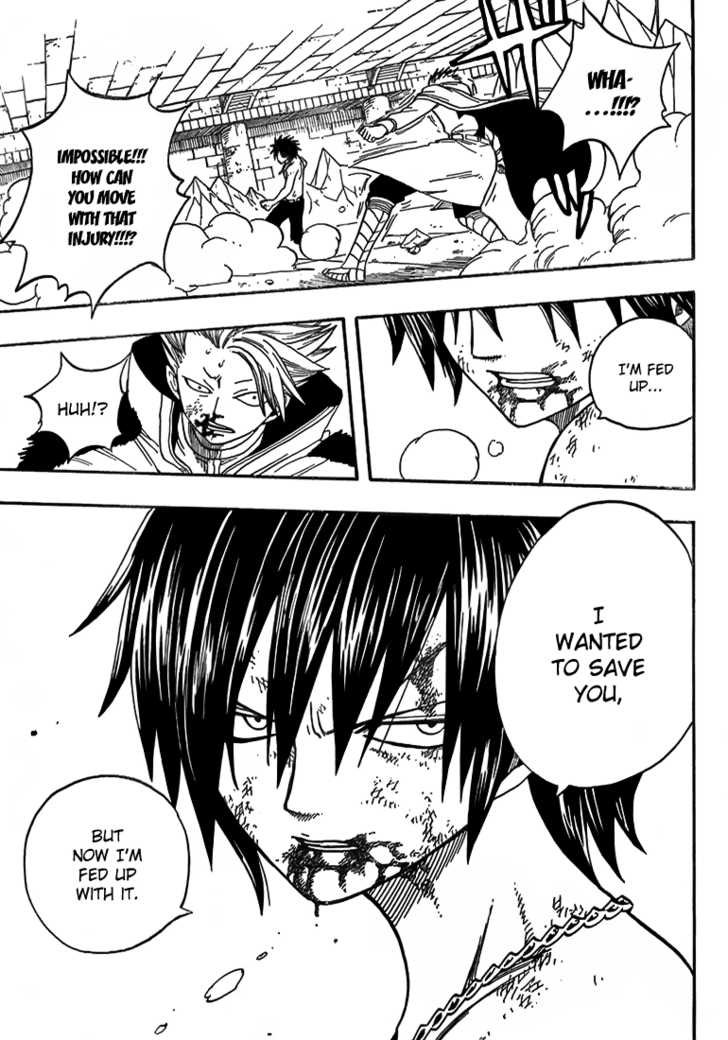 WHA-
...!!!?
IMPOSSIBLE!!!
HOW CAN
YOU MOVE
WITH THAT
INJURY!!!?
I'M FED
UP...
HUH!?
I
WANTED
TO SAVE
YOU,
BUT
NOW I'M
FED UP
WITH IT.